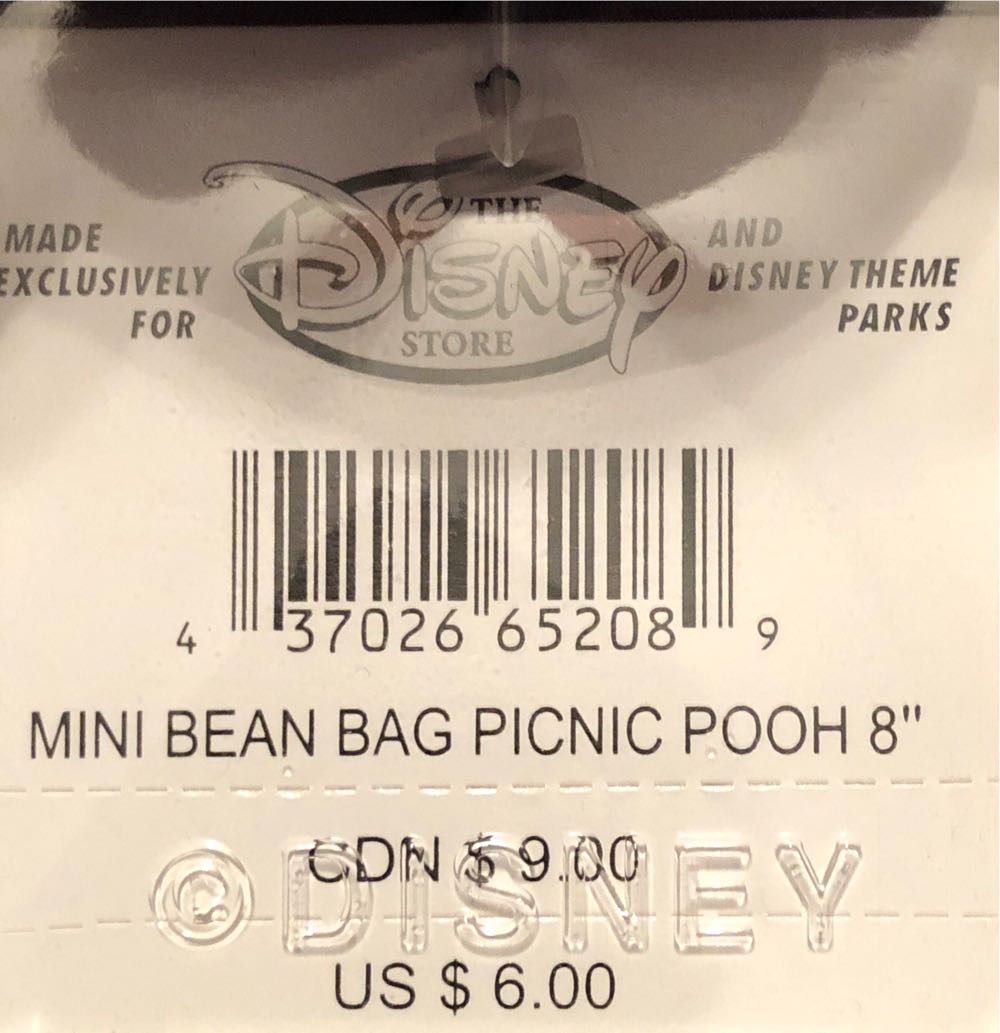 MADE
EXCLUSIVELY
FOR
THE
DISNEY
STORE
AND
DISNEY THEME
PARKS
4 37026 65208 9
MINI BEAN BAG PICNIC POOH 8"
CDN $ 9.00
© DISNEY
US $ 6.00